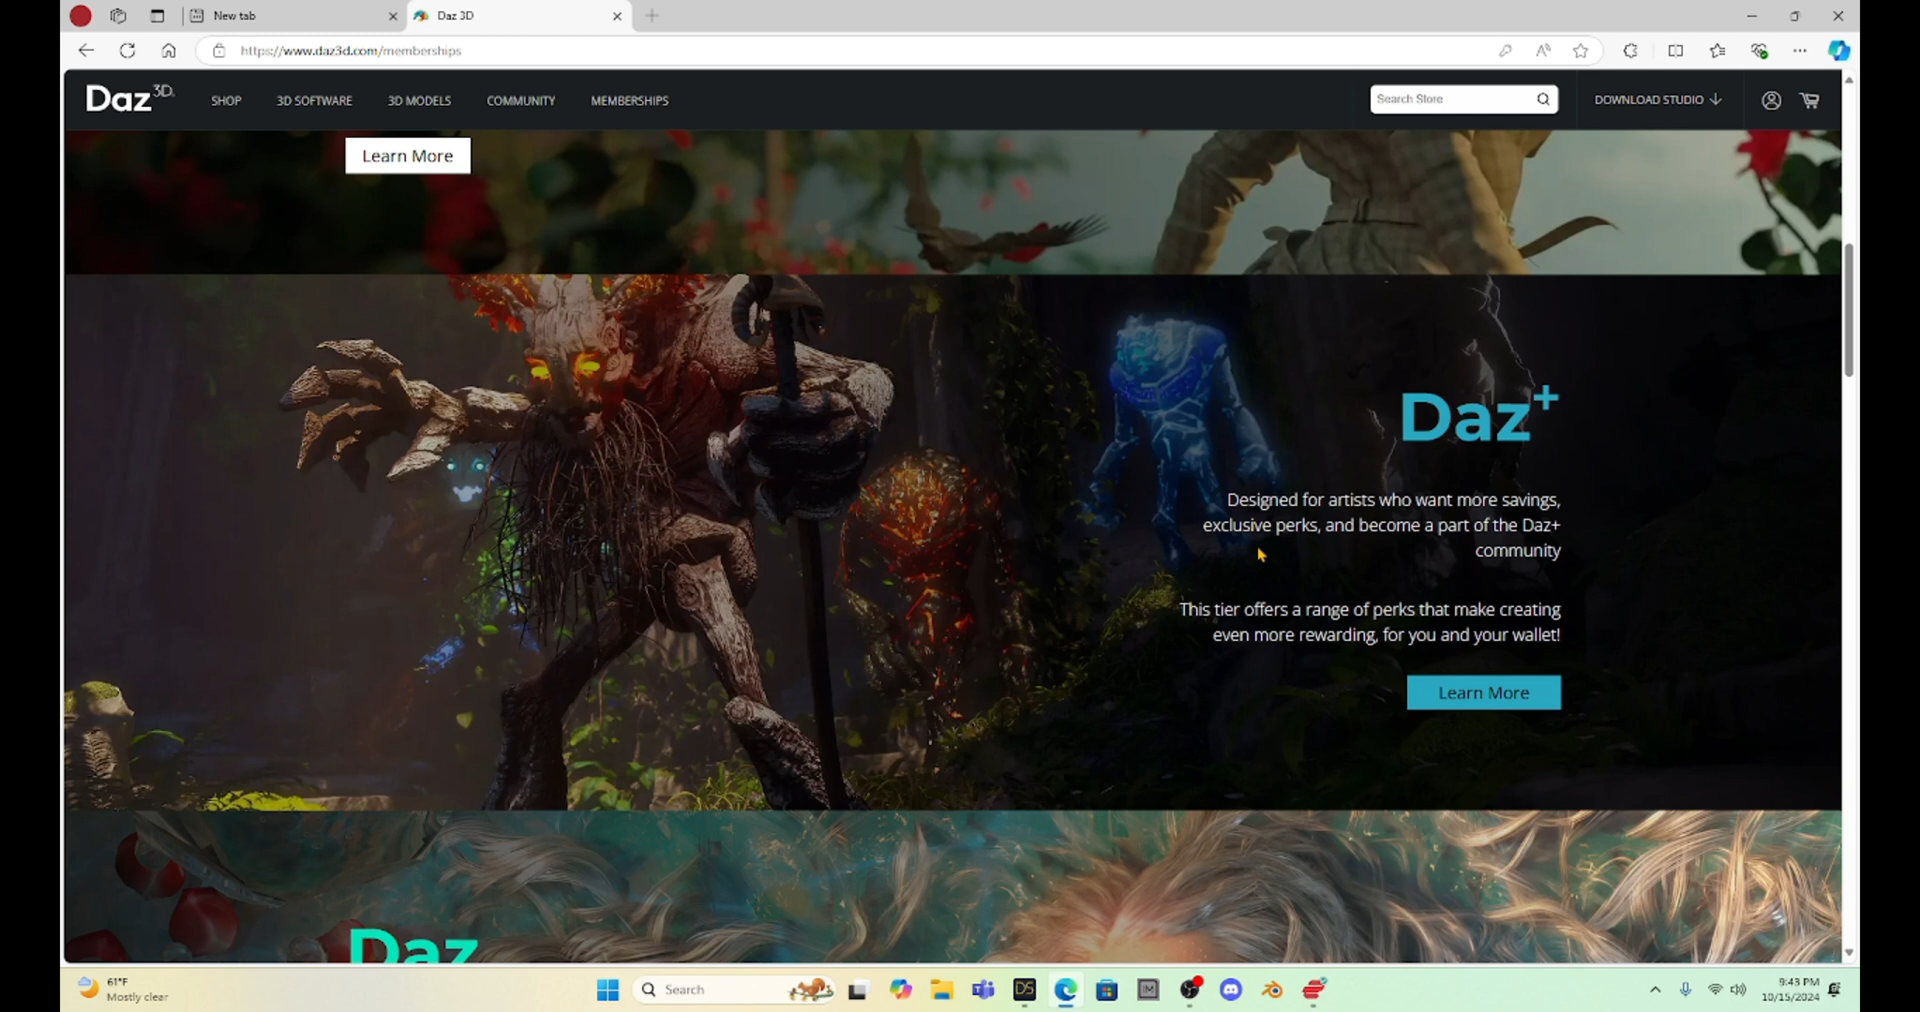 New tab
Daz 3D
https://www.daz3d.com/memberships
Daz 3D.
SHOP
3D SOFTWARE
3D MODELS
COMMUNITY
MEMBERSHIPS
Search Store
DOWNLOAD STUDIO
Learn More
Daz+
Designed for artists who want more savings,
exclusive perks, and become a part of the Daz+
community
This tier offers a range of perks that make creating
even more rewarding, for you and your wallet!
Learn More
Daz
61°F
Mostly clear
Search
DS
9:43 PM
10/15/2024